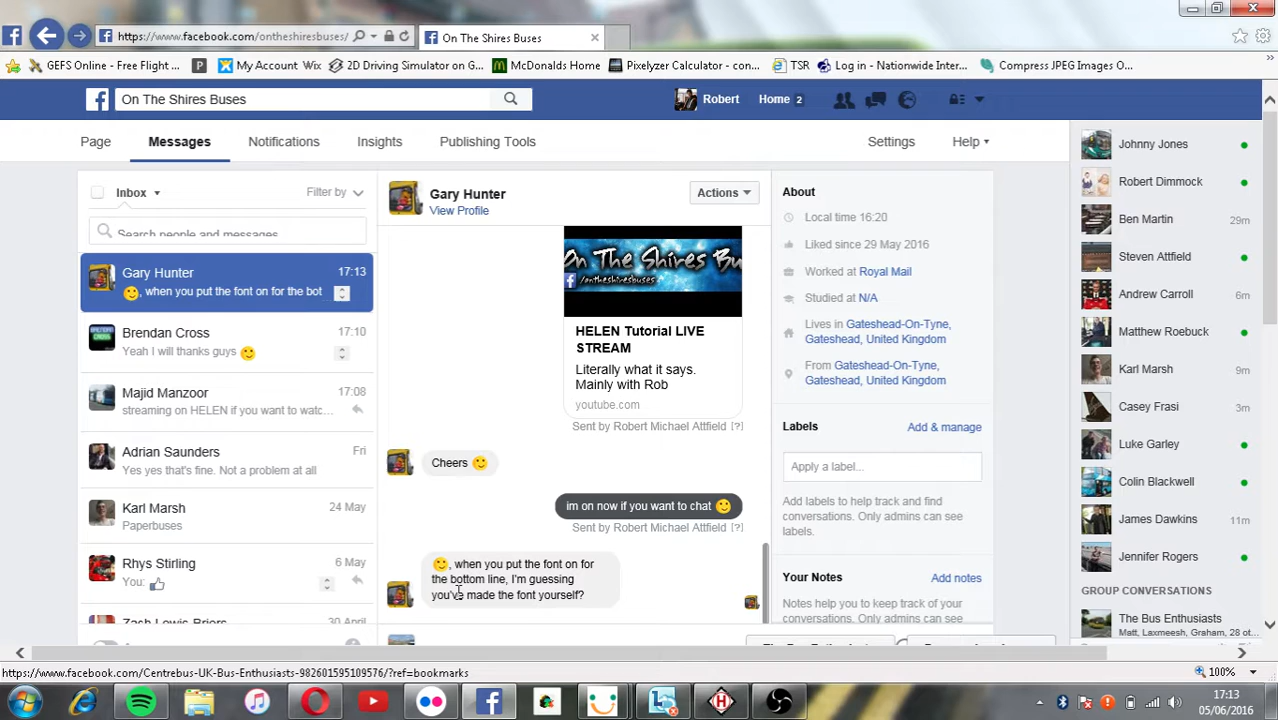 https://www.facebook.com/ontheshiresbuses/
On The Shires Buses
GEFS Online - Free Flight ...
My Account Wix
2D Driving Simulator on G...
McDonalds Home
Pixelyzer Calculator - con...
TSR
Log in - Nationwide Inter...
Compress JPEG Images O...
On The Shires Buses
Robert
Home 2
Page
Messages
Notifications
Insights
Publishing Tools
Settings
Help
Inbox
Filter by
Search people and messages
Gary Hunter
17:13
, when you put the font on for the bot
Brendan Cross
17:10
Yeah I will thanks guys
Majid Manzoor
17:08
streaming on HELEN if you want to watc...
Adrian Saunders
Fri
Yes yes that's fine. Not a problem at all
Karl Marsh
24 May
Paperbuses
Rhys Stirling
6 May
You:
Zach Lewis-Briers
30 April
Gary Hunter
View Profile
Actions
On The Shires Bu
/ontheshiresbuses
HELEN Tutorial LIVE
STREAM
Literally what it says.
Mainly with Rob
youtube.com
Sent by Robert Michael Attfield [?]
Cheers
im on now if you want to chat
Sent by Robert Michael Attfield [?]
, when you put the font on for
the bottom line, I'm guessing
you've made the font yourself?
About
Local time 16:20
Liked since 29 May 2016
Worked at Royal Mail
Studied at N/A
Lives in Gateshead-On-Tyne,
Gateshead, United Kingdom
From Gateshead-On-Tyne,
Gateshead, United Kingdom
Labels
Add & manage
Apply a label...
Add labels to help track and find
conversations. Only admins can see
labels.
Your Notes
Add notes
Notes help you keep track of
conversations. Only admins can see
Johnny Jones
Robert Dimmock
Ben Martin
29m
Steven Attfield
Andrew Carroll
6m
Matthew Roebuck
Karl Marsh
9m
Casey Frasi
3m
Luke Garley
Colin Blackwell
James Dawkins
11m
Jennifer Rogers
GROUP CONVERSATIONS
The Bus Enthusiasts
Matt, Laxmeesh, Graham, 28 ot...
https://www.facebook.com/Centrebus-UK-Bus-Enthusiasts-982601595109576/?ref=bookmarks
100%
17:13
05/06/2016